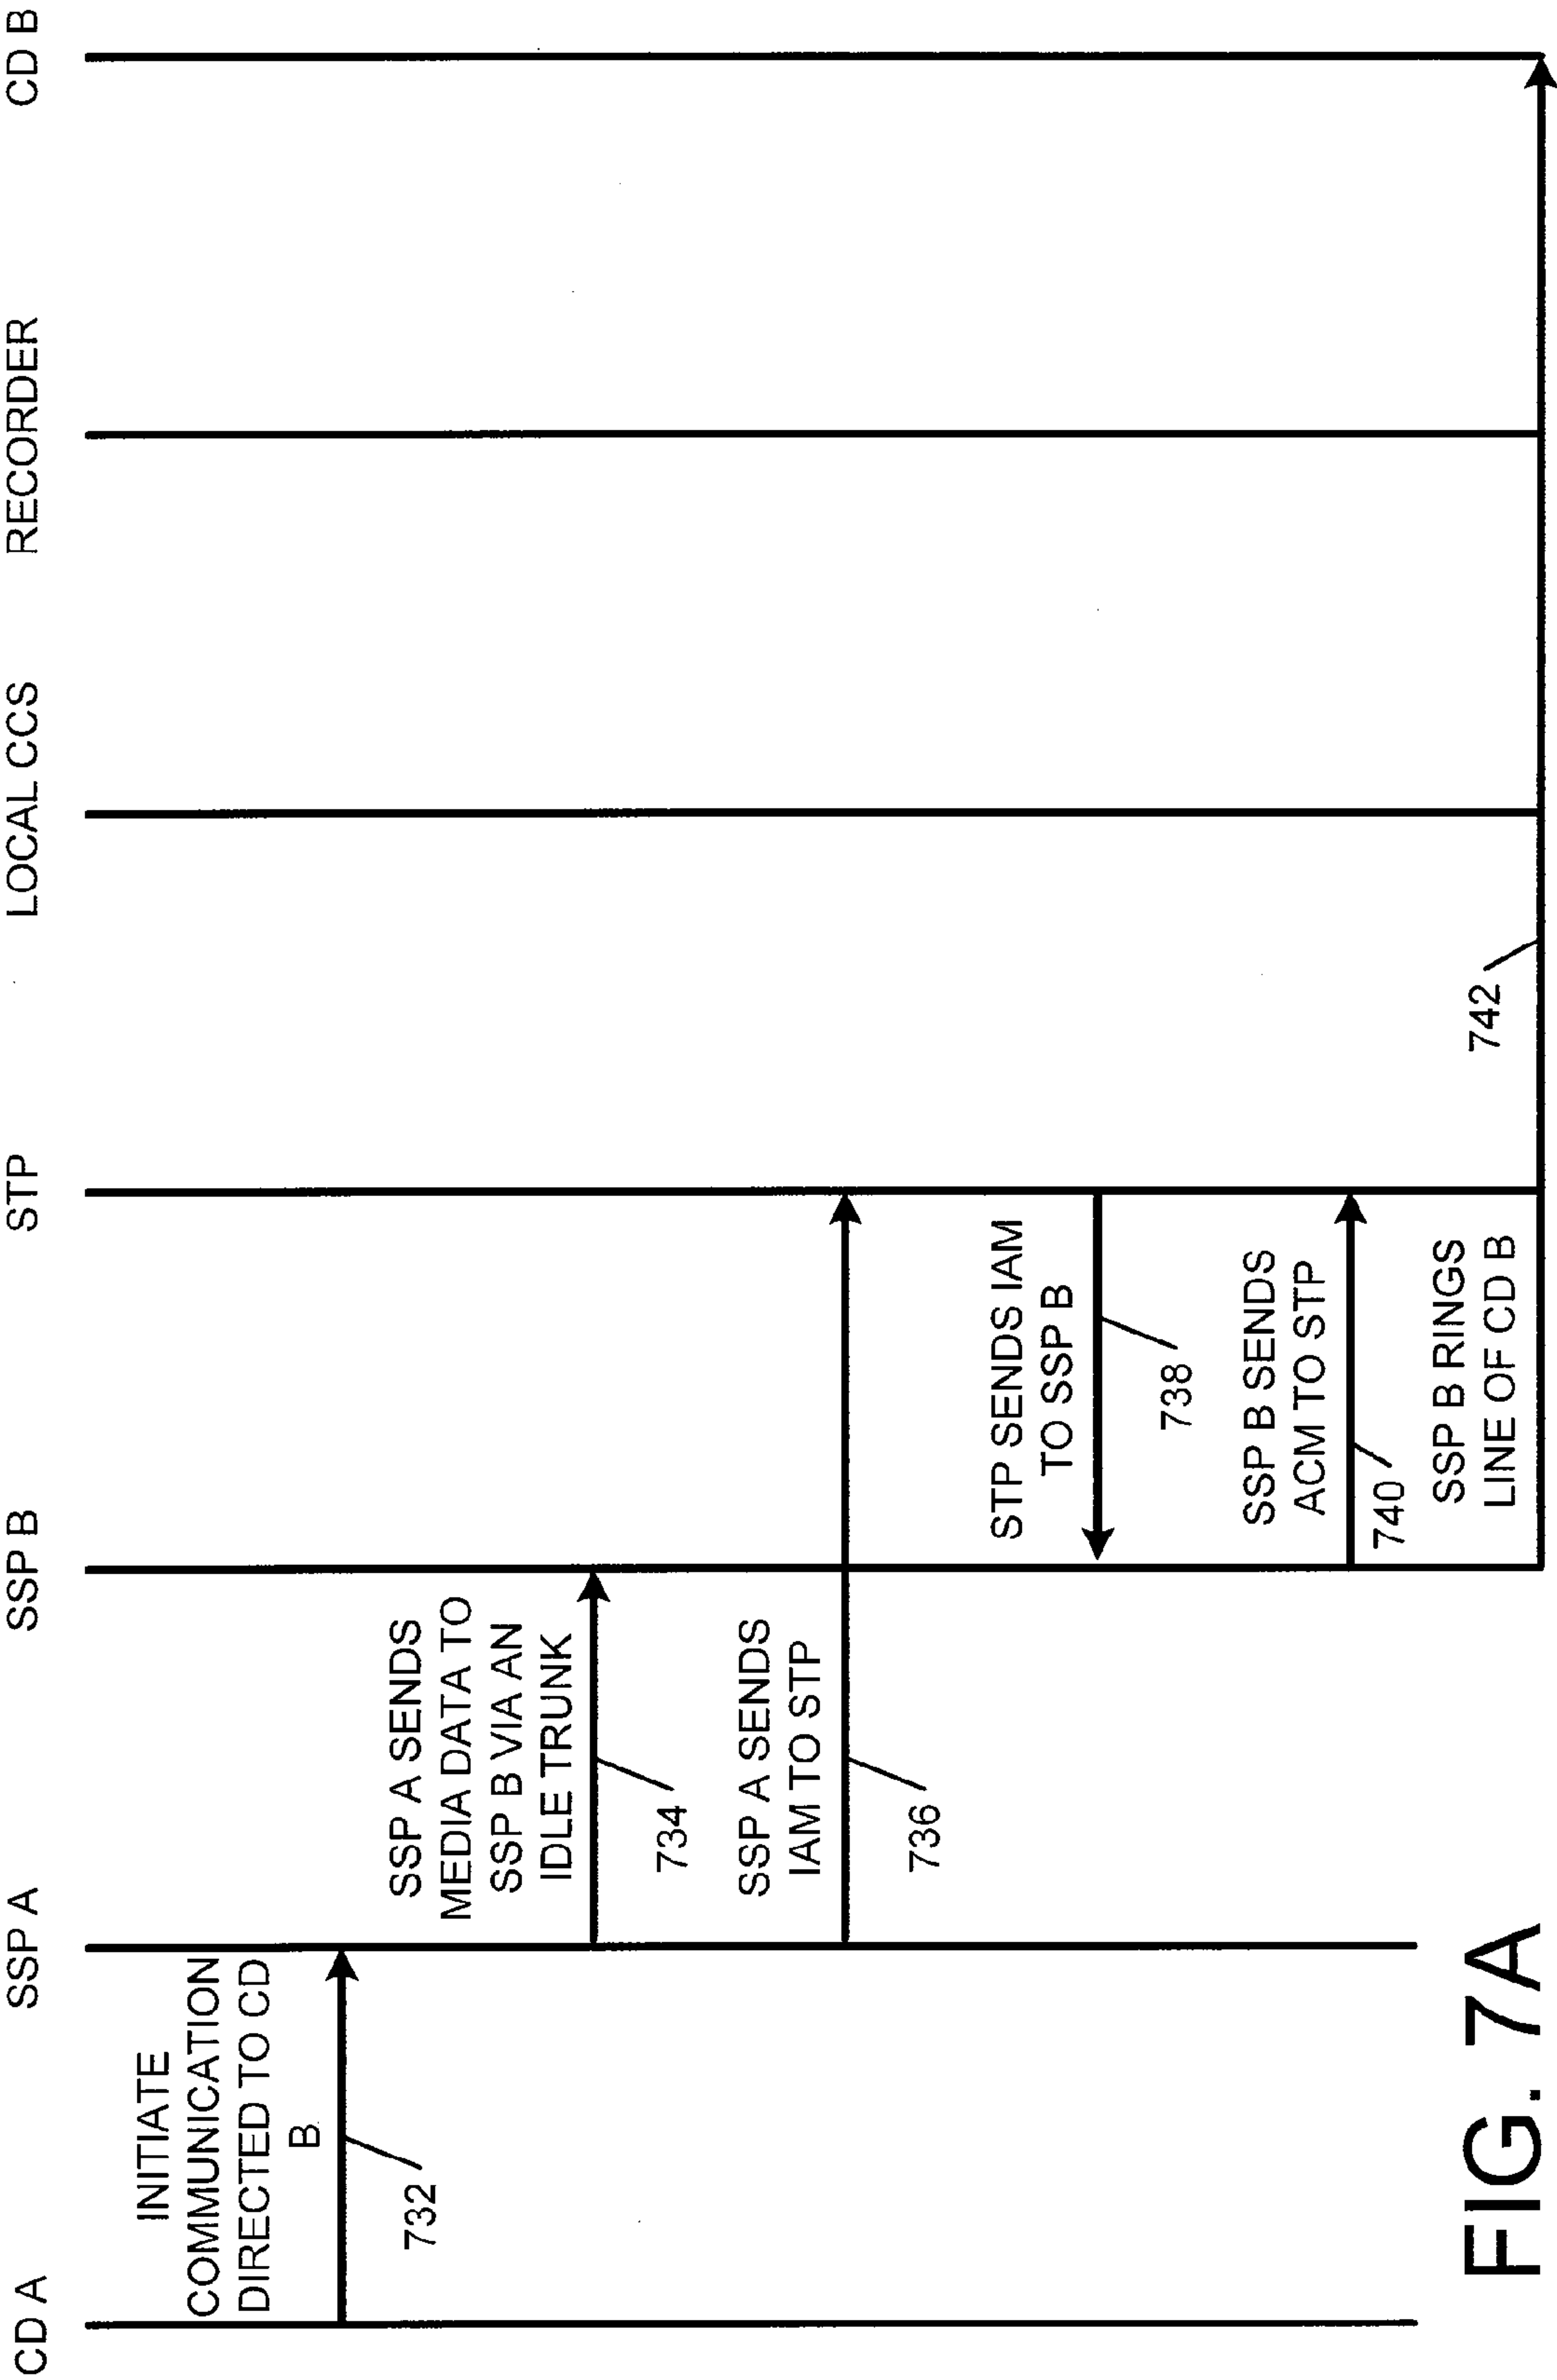 CD A
SSP A
SSP B
STP
LOCAL CCS
RECORDER
CD B
INITIATE
COMMUNICATION
DIRECTED TO CD
B
732
SSP A SENDS
MEDIA DATA TO
SSP B VIA AN
IDLE TRUNK
734
SSP A SENDS
IAM TO STP
736
STP SENDS IAM
TO SSP B
738
SSP B SENDS
ACM TO STP
740
SSP B RINGS
LINE OF CD B
742
FIG. 7A